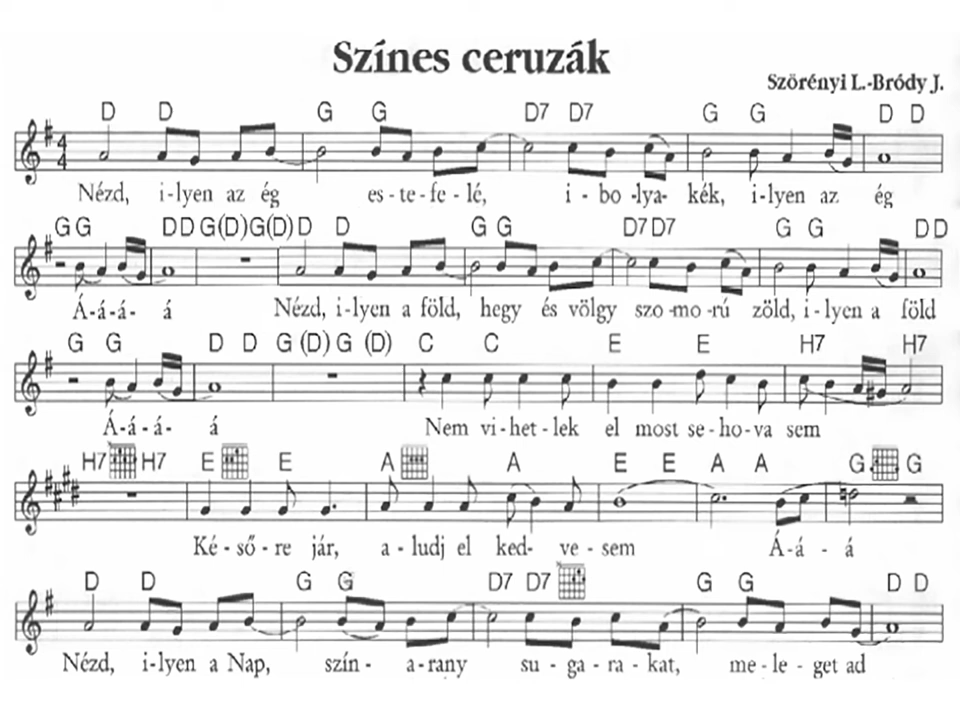 Színes ceruzák
Szörényi L.-Bródy J.
D D G G D7 D7 G G D D
4
4
Nézd, i-lyen az ég es-te-fe-lé, i-bo-lya-kék, i-lyen az ég
G G D D G(D) G(D) D D G G D7 D7 G G D D
Á-á-á-á Nézd, i-lyen a föld, hegy és völgy szo-mo-rú zöld, i-lyen a föld
G G D D G (D) G (D) C C E E H7 H7
Á-á-á-á Nem vi-het-lek el most se-ho-va sem
H7 H7 E E A A E E A A G G
Ké-ső-re jár, a-ludj el ked-ve-sem Á-á-á
D D G G D7 D7 G G D D
Nézd, i-lyen a Nap, szín-a-rany su-ga-ra-kat, me-le-get ad